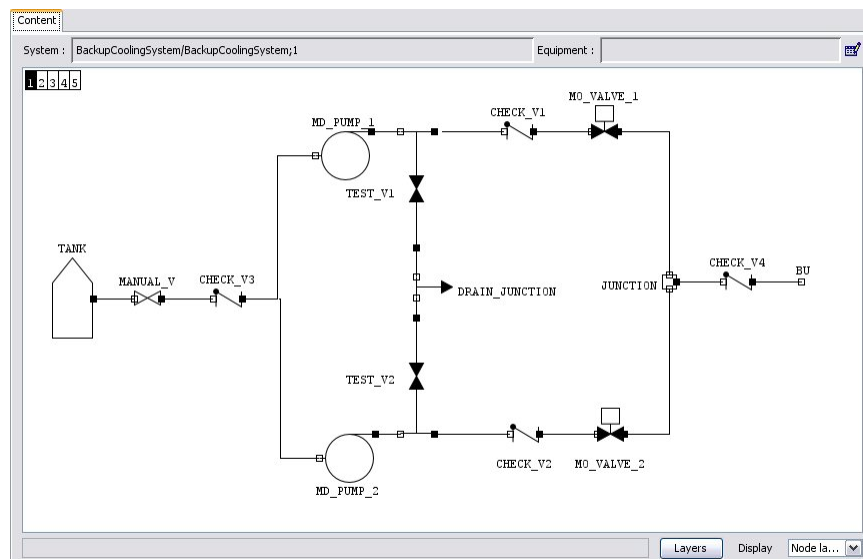 Content
System : BackupCoolingSystem/BackupCoolingSystem;1 Equipment :
1 2 3 4 5
MO_VALVE_1
CHECK_V1
MD_PUMP_1
TEST_V1
TANK
MANUAL_V CHECK_V3
CHECK_V4 BU
JUNCTION
DRAIN_JUNCTION
TEST_V2
CHECK_V2 MO_VALVE_2
MD_PUMP_2
Layers Display Node la...